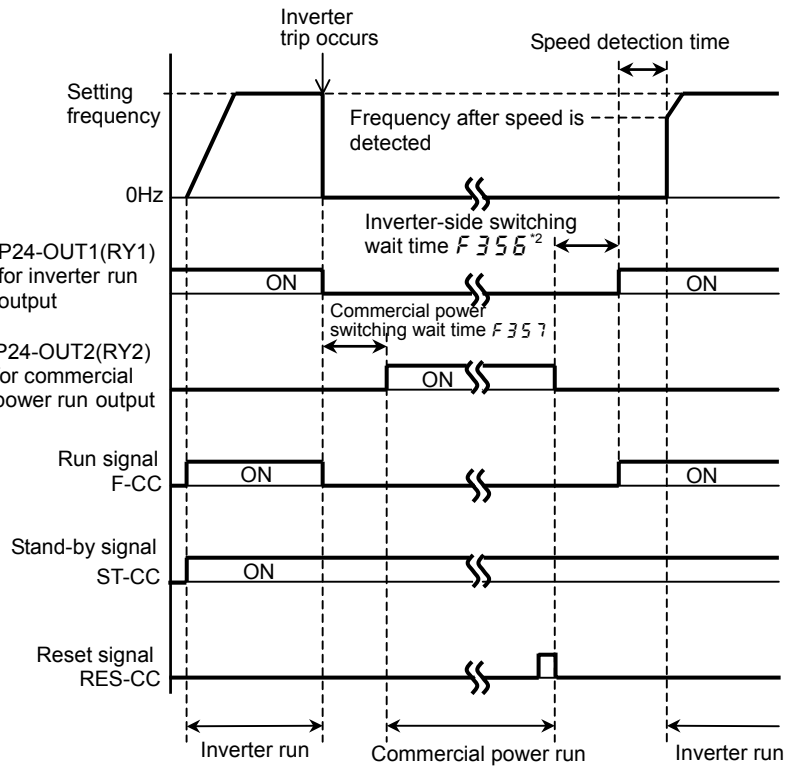 Inverter
trip occurs
Speed detection time
Setting
frequency
Frequency after speed is
detected
0Hz
Inverter-side switching
wait time F356*2
P24-OUT1(RY1)
for inverter run
output
ON
ON
Commercial power
switching wait time F357
P24-OUT2(RY2)
or commercial
power run output
ON
Run signal
F-CC
ON
ON
Stand-by signal
ST-CC
ON
Reset signal
RES-CC
Inverter run
Commercial power run
Inverter run